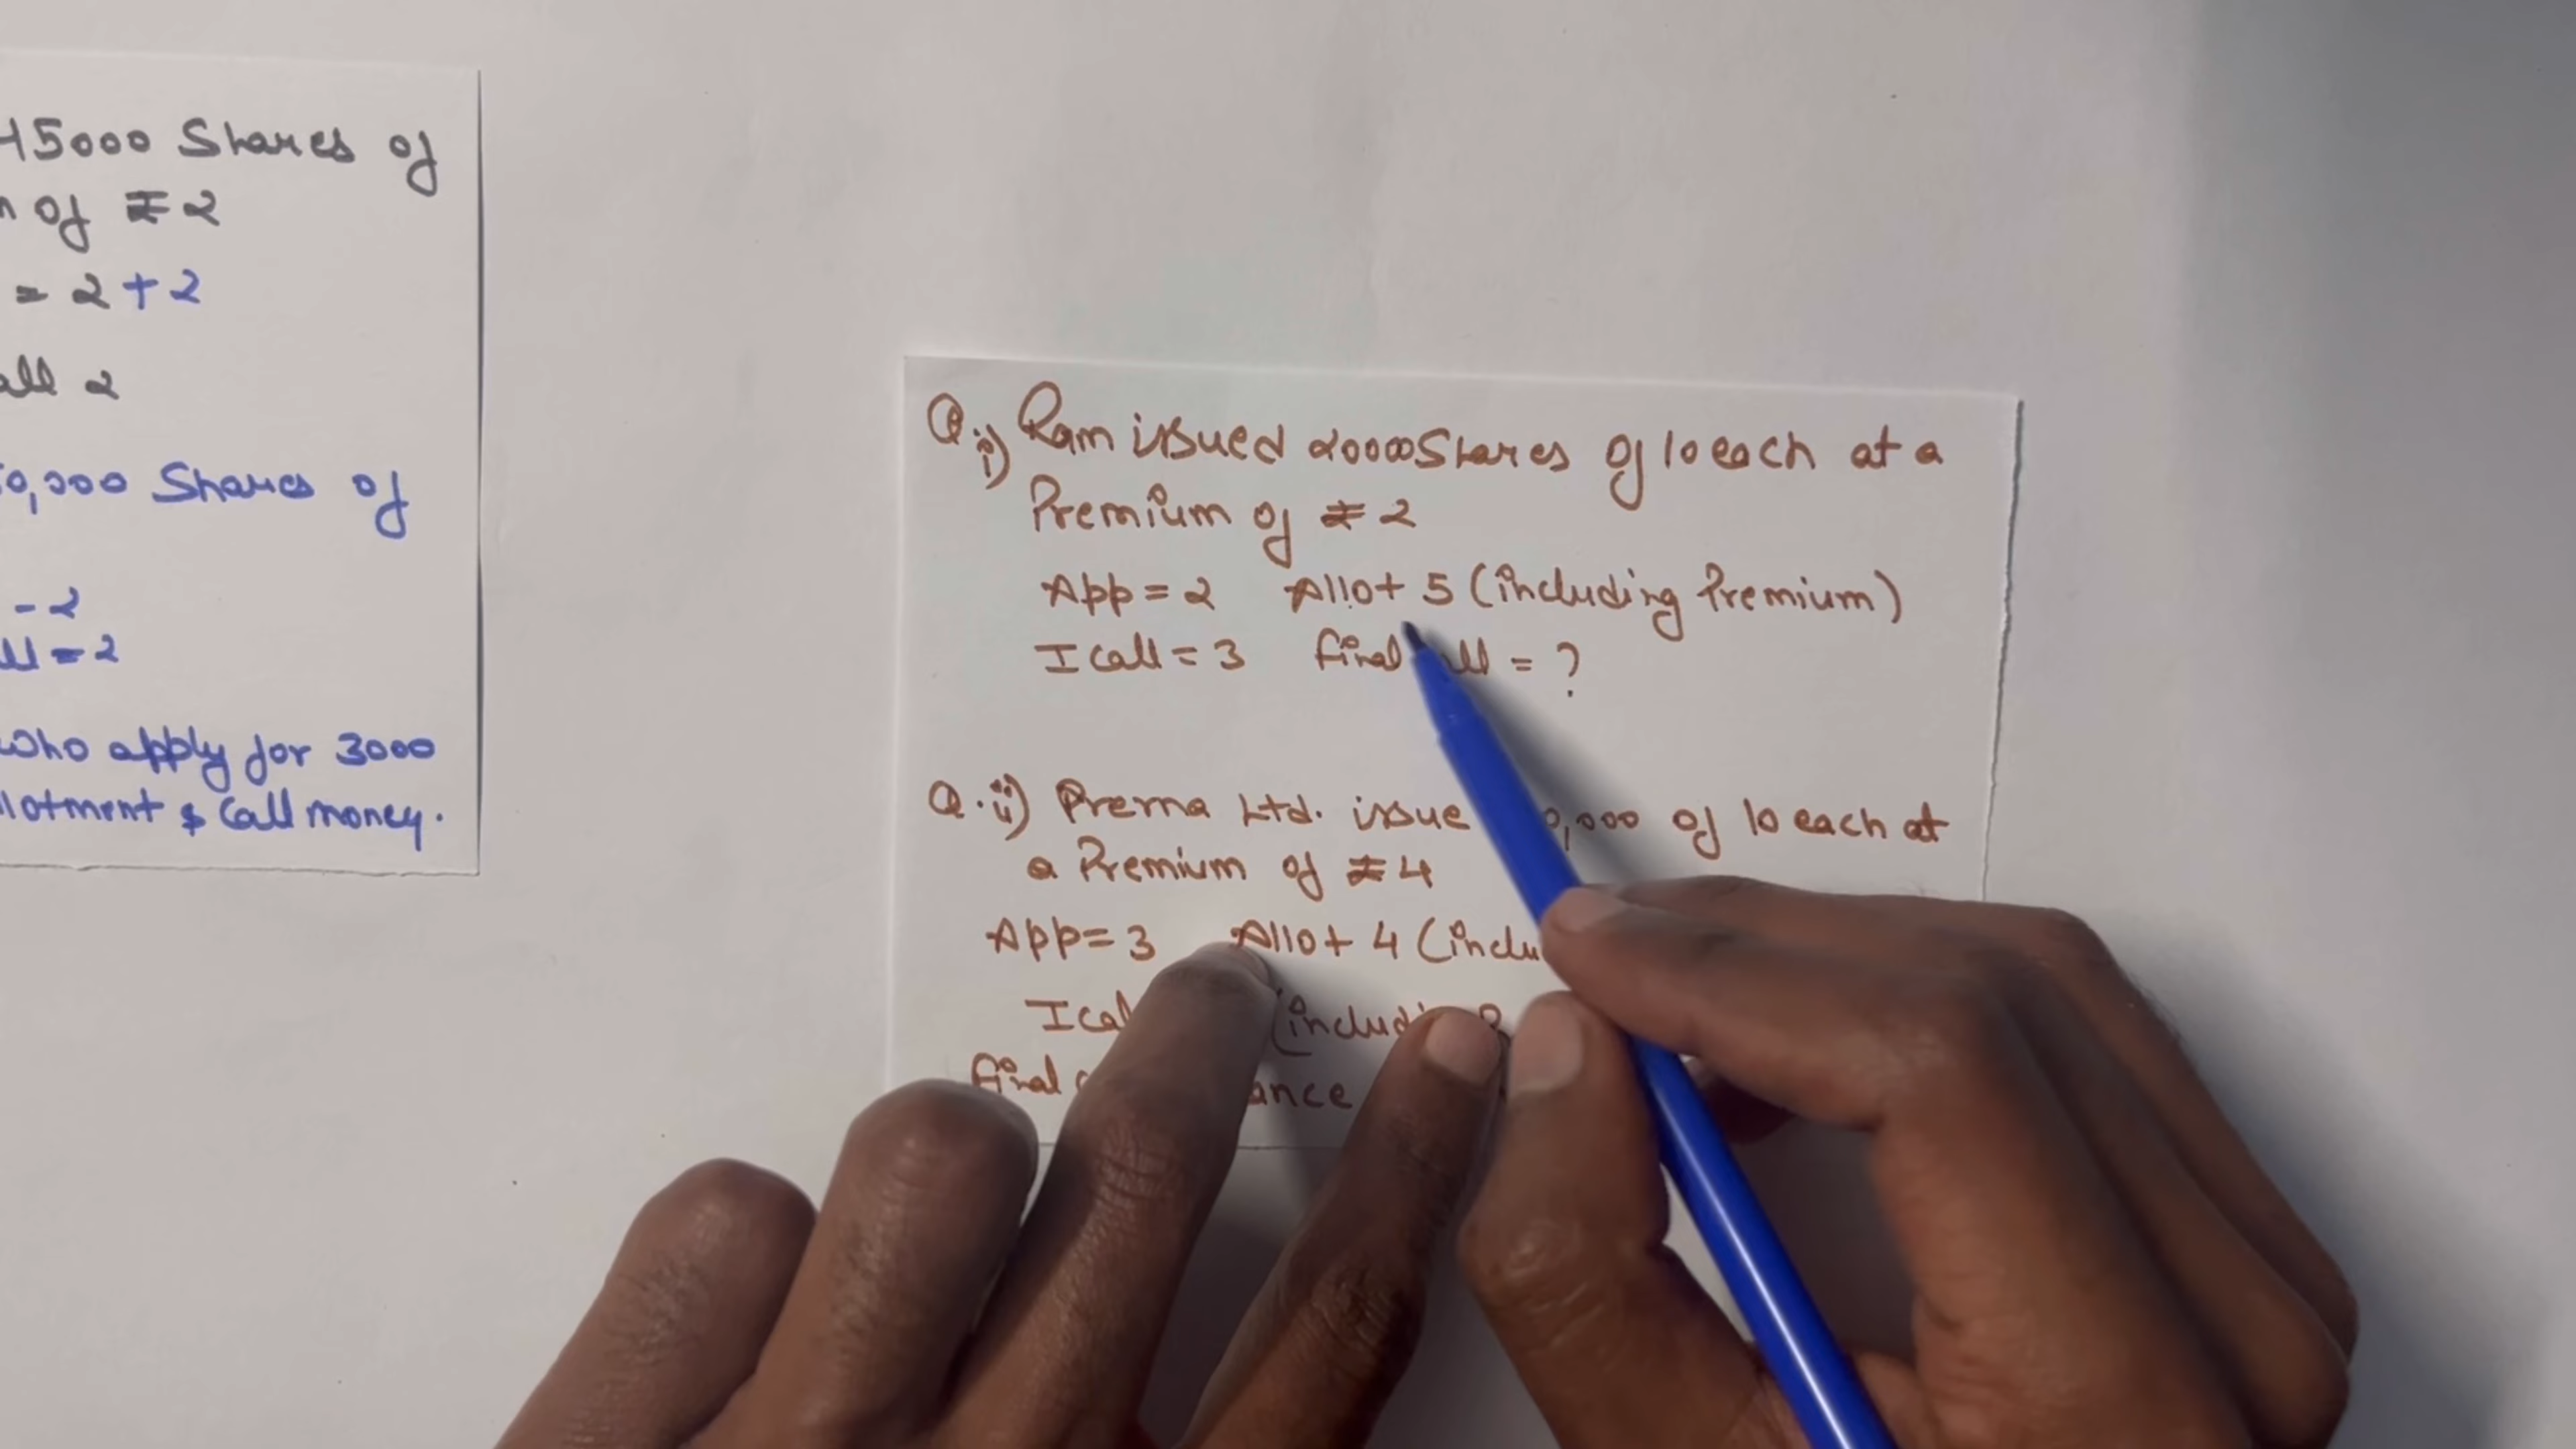 45000 Shares of
of ₹2
= 2+2
all 2
0,000 Shares of
- 2
= 2
who apply for 3000
lotment & Call money.
Q.i) Ram issued 20000 Shares of 10 each at a
Premium of ₹2
App = 2 Allot 5 (including Premium)
I Call = 3 final = ?
Q.ii) Prema Ltd. issue 0,000 of 10 each at
a Premium of ₹4
App = 3 Allot 4 (inclu
I Cal (includi
final ance